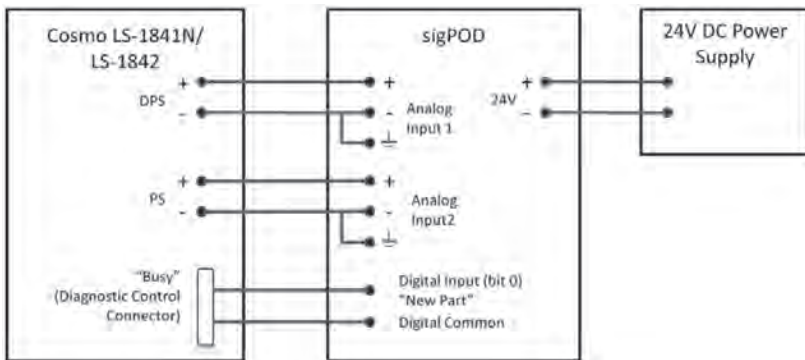 Cosmo LS-1841N/
LS-1842
+
DPS
-
+
PS
-
"Busy"
(Diagnostic Control
Connector)
sigPOD
+
Analog
-
Input 1
+
24V
-
+
Analog
-
Input2
Digital Input (bit 0)
"New Part"
Digital Common
24V DC Power
Supply